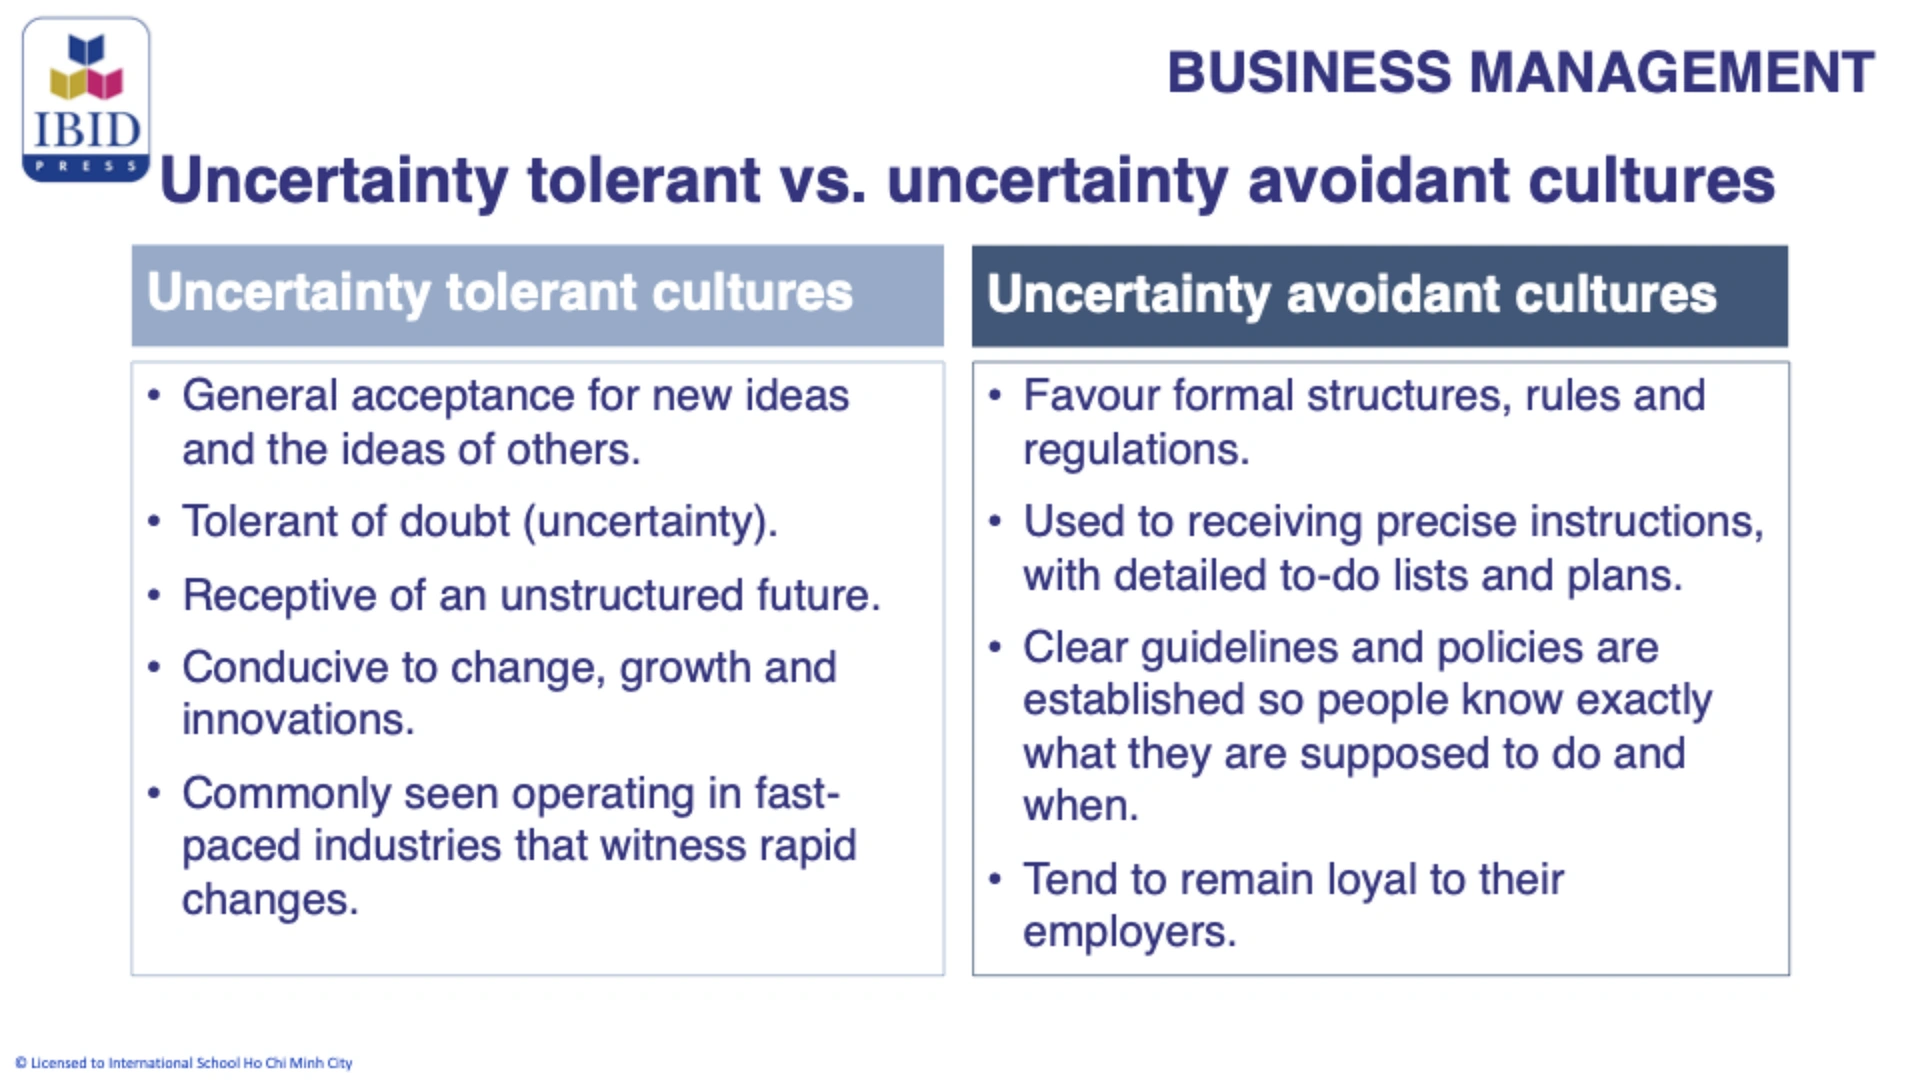 IBID
PRESS
BUSINESS MANAGEMENT
Uncertainty tolerant vs. uncertainty avoidant cultures
Uncertainty tolerant cultures
• General acceptance for new ideas
and the ideas of others.
• Tolerant of doubt (uncertainty).
• Receptive of an unstructured future.
• Conducive to change, growth and
innovations.
• Commonly seen operating in fast-
paced industries that witness rapid
changes.
Uncertainty avoidant cultures
• Favour formal structures, rules and
regulations.
• Used to receiving precise instructions,
with detailed to-do lists and plans.
• Clear guidelines and policies are
established so people know exactly
what they are supposed to do and
when.
• Tend to remain loyal to their
employers.
© Licensed to International School Ho Chi Minh City